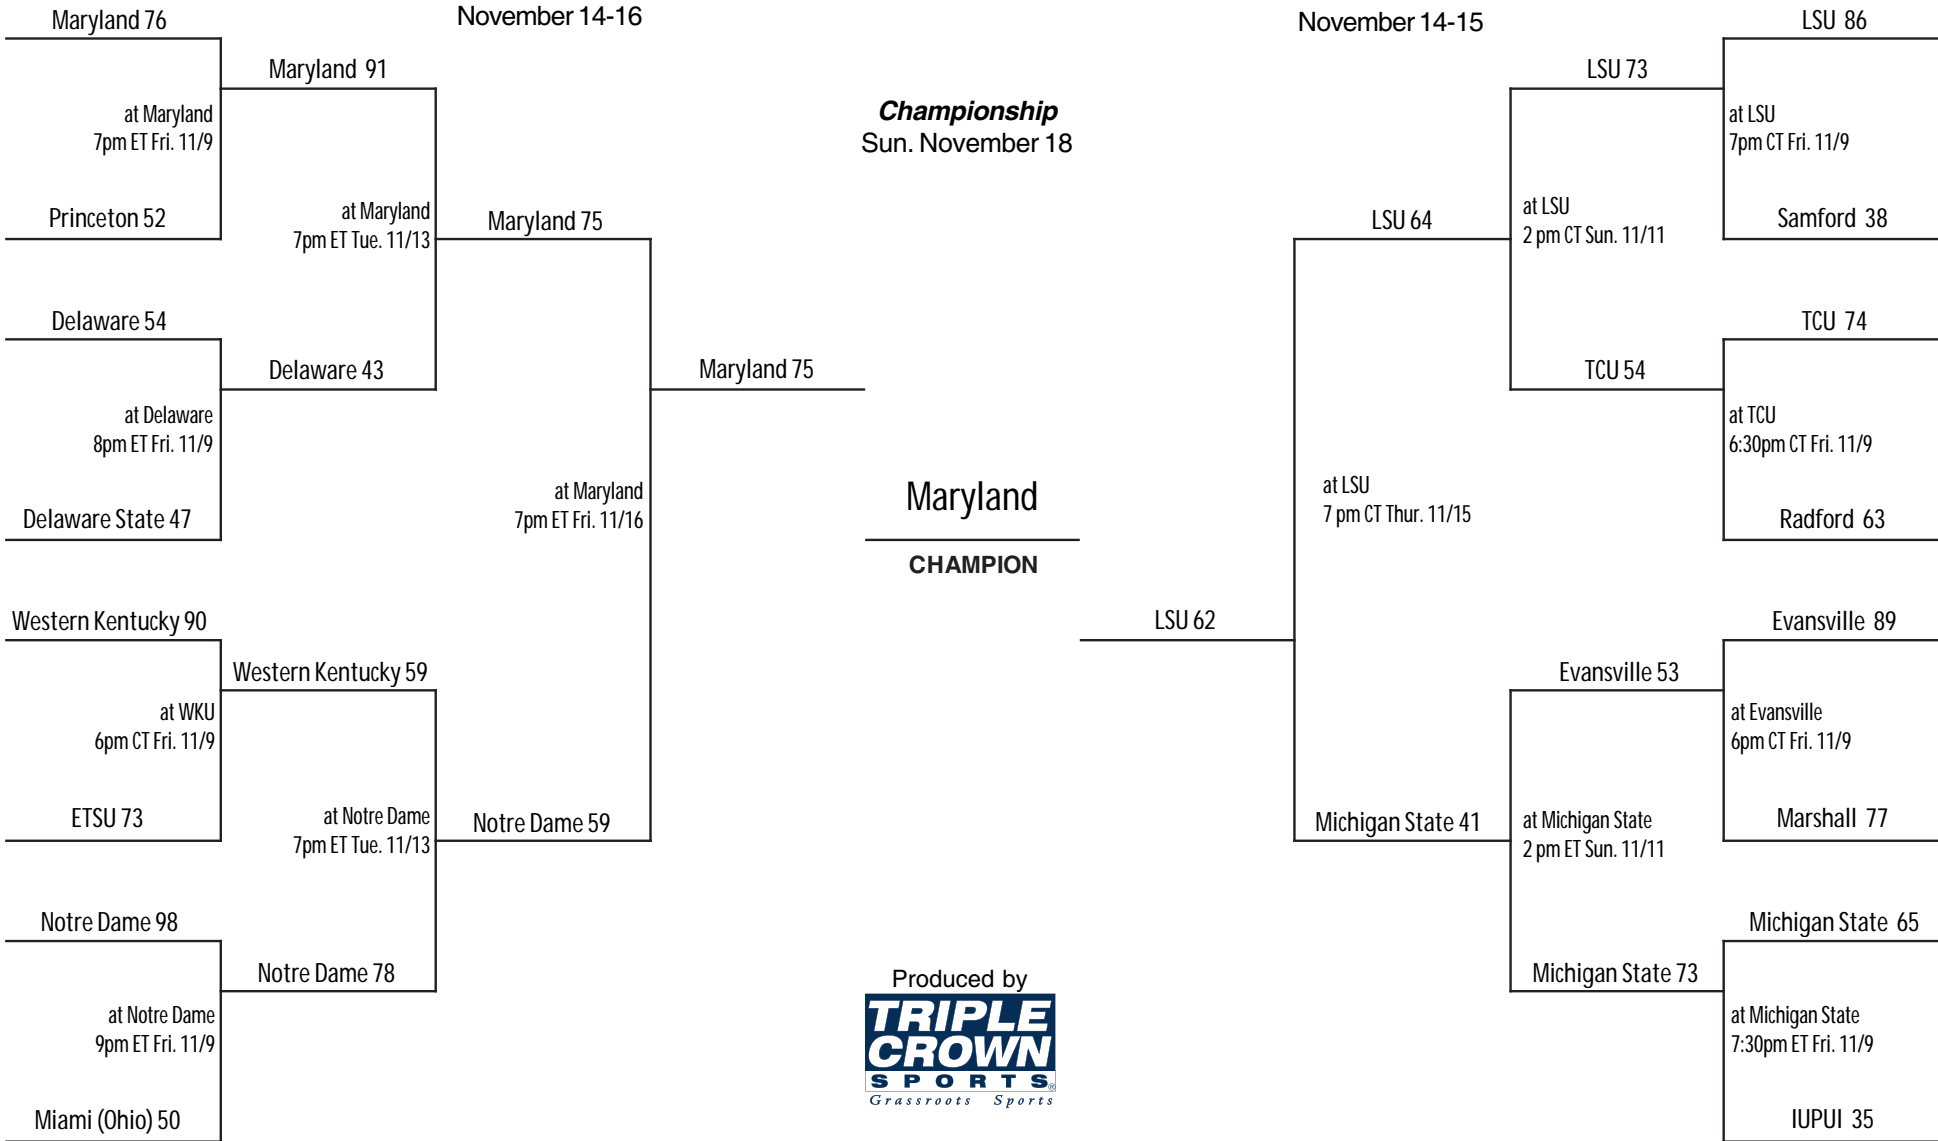 November 14-16
November 14-15
Championship
Sun. November 18
Maryland 76
Maryland 91
at Maryland
7pm ET Fri. 11/9
Princeton 52
at Maryland
7pm ET Tue. 11/13
Maryland 75
Delaware 54
Delaware 43
at Delaware
8pm ET Fri. 11/9
Delaware State 47
Maryland 75
at Maryland
7pm ET Fri. 11/16
Western Kentucky 90
Western Kentucky 59
at WKU
6pm CT Fri. 11/9
ETSU 73
at Notre Dame
7pm ET Tue. 11/13
Notre Dame 59
Notre Dame 98
Notre Dame 78
at Notre Dame
9pm ET Fri. 11/9
Miami (Ohio) 50
Maryland
CHAMPION
LSU 86
LSU 73
at LSU
7pm CT Fri. 11/9
Samford 38
at LSU
2 pm CT Sun. 11/11
LSU 64
TCU 74
TCU 54
at TCU
6:30pm CT Fri. 11/9
Radford 63
at LSU
7 pm CT Thur. 11/15
LSU 62
Evansville 89
Evansville 53
at Evansville
6pm CT Fri. 11/9
Marshall 77
at Michigan State
2 pm ET Sun. 11/11
Michigan State 41
Michigan State 65
Michigan State 73
at Michigan State
7:30pm ET Fri. 11/9
IUPUI 35
Produced by
TRIPLE
CROWN
SPORTS®
Grassroots Sports